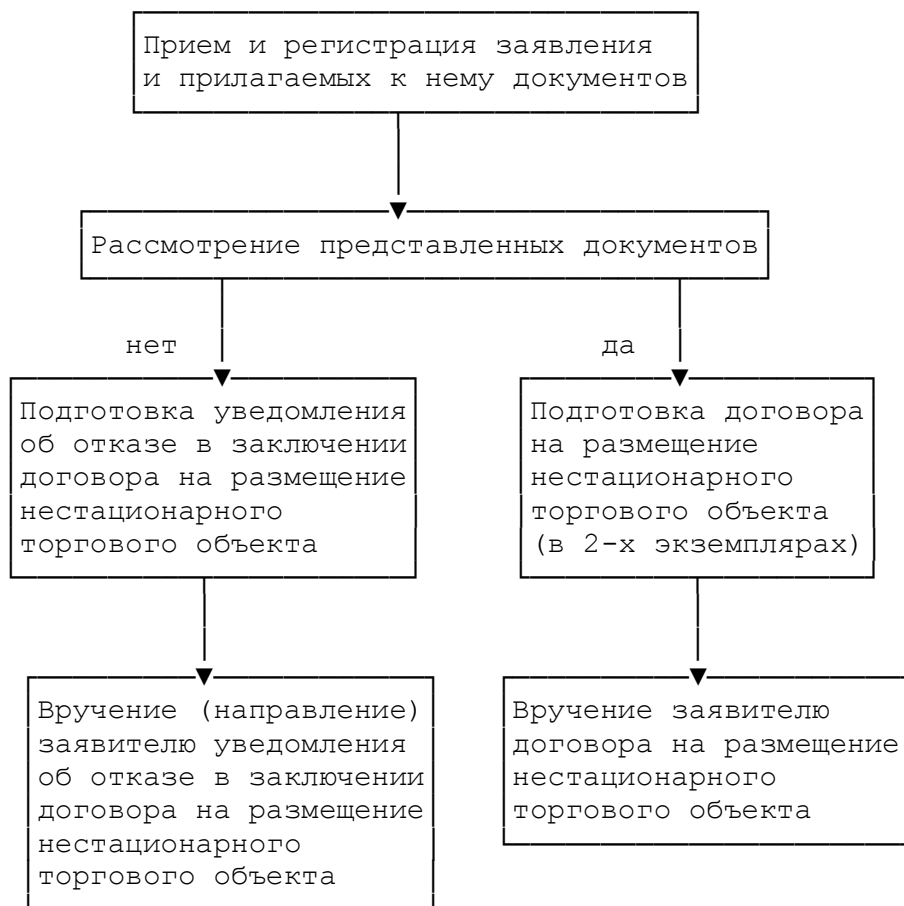 Прием и регистрация заявления
и прилагаемых к нему документов
Рассмотрение представленных документов
нет
да
Подготовка уведомления
об отказе в заключении
договора на размещение
нестационарного
торгового объекта
Подготовка договора
на размещение
нестационарного
торгового объекта
(в 2-х экземплярах)
Вручение (направление)
заявителю уведомления
об отказе в заключении
договора на размещение
нестационарного
торгового объекта
Вручение заявителю
договора на размещение
нестационарного
торгового объекта